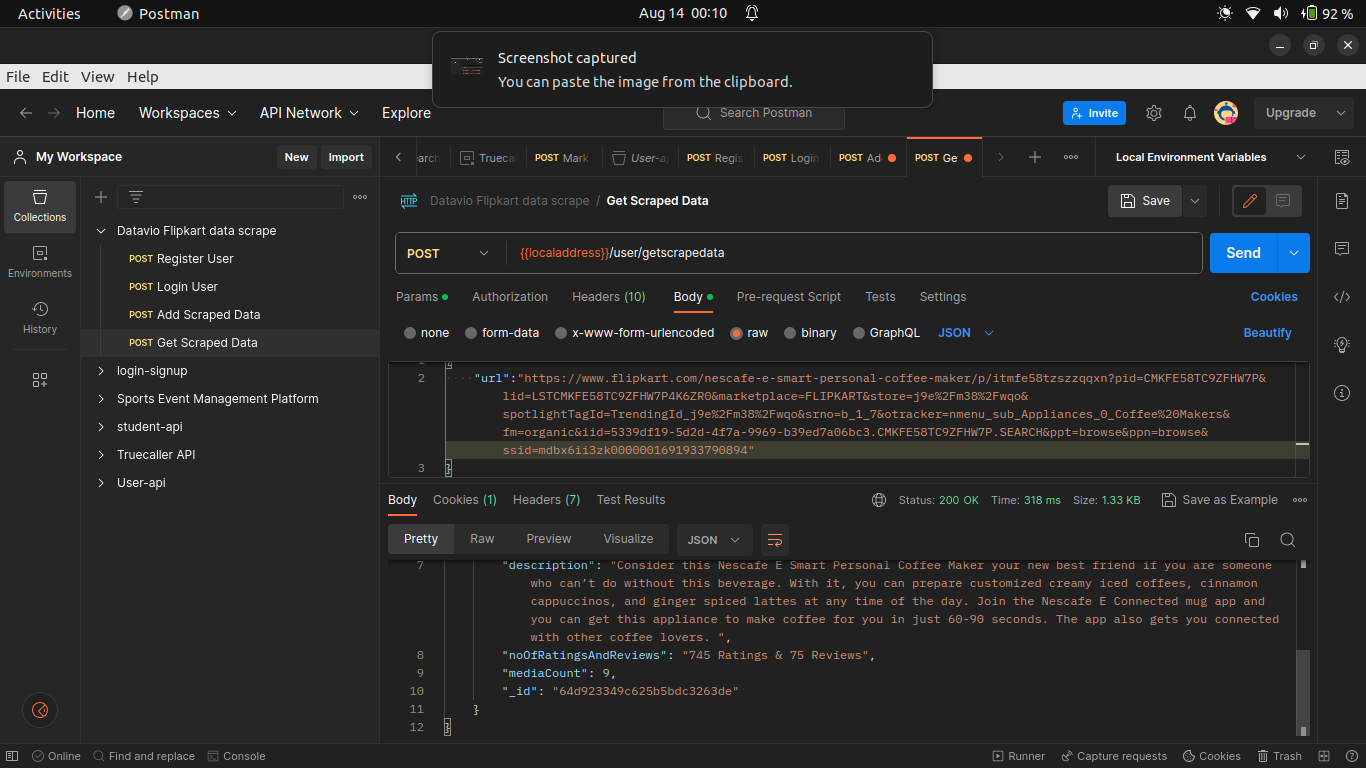 Activities
Postman
Aug 14 00:10
92 %
Screenshot captured
You can paste the image from the clipboard.
File Edit View Help
Home
Workspaces
API Network
Explore
Search Postman
Invite
Upgrade
My Workspace
New
Import
earch
Truecal
POST Mark
User-a
POST Regis
POST Login
POST Ad
POST Ge
Local Environment Variables
Collections
Environments
History
Datavio Flipkart data scrape
POST Register User
POST Login User
POST Add Scraped Data
POST Get Scraped Data
login-signup
Sports Event Management Platform
student-api
Truecaller API
User-api
HTTP
Datavio Flipkart data scrape / Get Scraped Data
Save
POST
{{localaddress}}/user/getscrapedata
Send
Params
Authorization
Headers (10)
Body
Pre-request Script
Tests
Settings
Cookies
none
form-data
x-www-form-urlencoded
raw
binary
GraphQL
JSON
Beautify
1 {
2 "url":"https://www.flipkart.com/nescafe-e-smart-personal-coffee-maker/p/itmfe58tzszzqqxn?pid=CMKFE58TC9ZFHW7P&
lid=LSTCMKFE58TC9ZFHW7P4K6ZR0&marketplace=FLIPKART&store=j9e%2Fm38%2Fwqo&
spotlightTagId=TrendingId_j9e%2Fm38%2Fwqo&srno=b_1_7&otracker=nmenu_sub_Appliances_0_Coffee%20Makers&
fm=organic&iid=5339df19-5d2d-4f7a-9969-b39ed7a06bc3.CMKFE58TC9ZFHW7P.SEARCH&ppt=browse&ppn=browse&
ssid=mdbx6ii3zk0000001691933790894"
3 }
Body
Cookies (1)
Headers (7)
Test Results
Status: 200 OK
Time: 318 ms
Size: 1.33 KB
Save as Example
Pretty
Raw
Preview
Visualize
JSON
7 "description": "Consider this Nescafe E Smart Personal Coffee Maker your new best friend if you are someone
who can’t do without this beverage. With it, you can prepare customized creamy iced coffees, cinnamon
cappuccinos, and ginger spiced lattes at any time of the day. Join the Nescafe E Connected mug app and
you can get this appliance to make coffee for you in just 60-90 seconds. The app also gets you connected
with other coffee lovers. ",
8 "noOfRatingsAndReviews": "745 Ratings & 75 Reviews",
9 "mediaCount": 9,
10 "_id": "64d923349c625b5bdc3263de"
11 }
12 }
Online
Find and replace
Console
Runner
Capture requests
Cookies
Trash